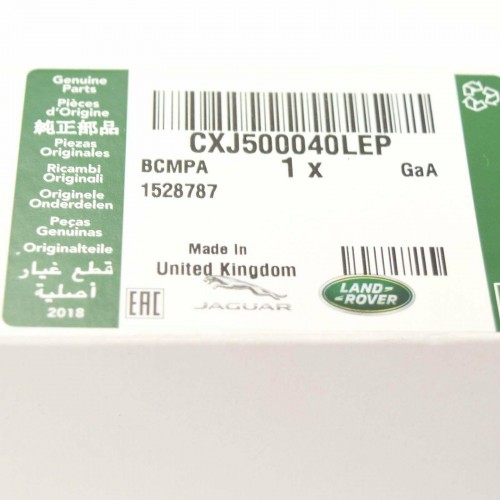 Genuine
Parts
Pièces
d'Origine
純正部品
Piezas
Originales
Ricambi
Originali
Originele
Onderdelen
Peças
Genuinas
Originalteile
قطع غيار
أصلية
2018
CXJ500040LEP
BCMPA
1 x
GaA
1528787
Made In
United Kingdom
EAC
JAGUAR
LAND-
-ROVER